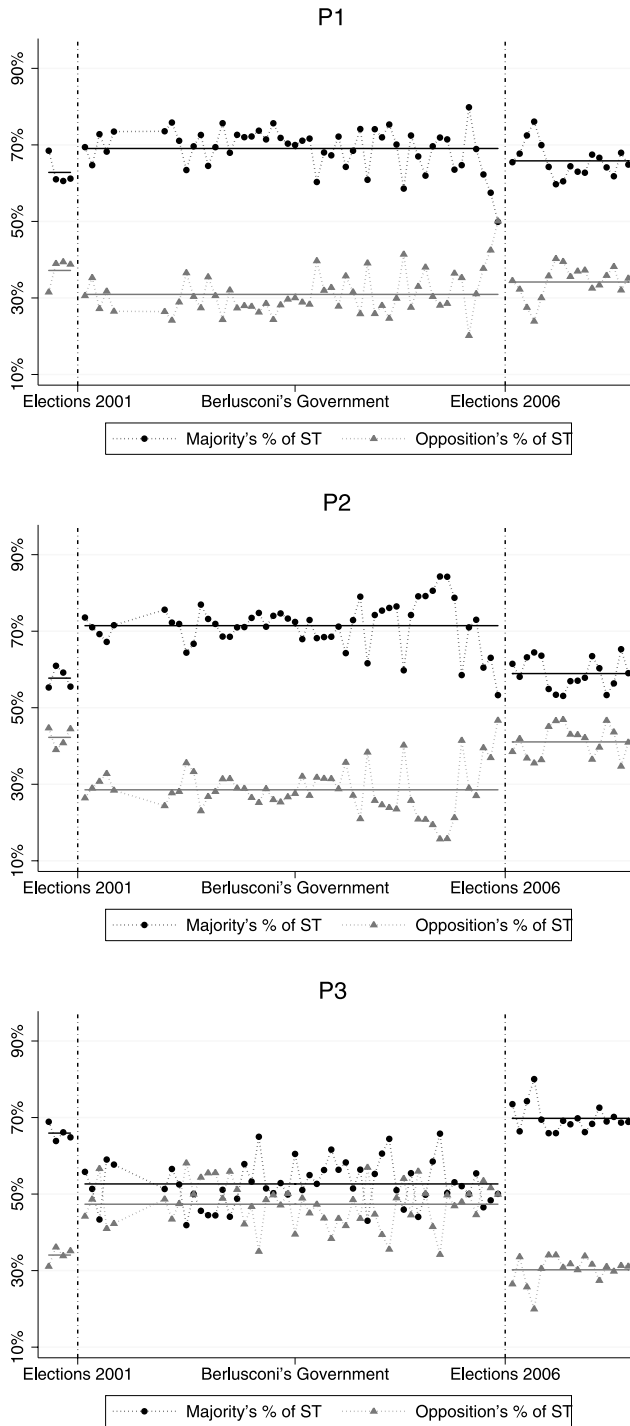 P1
90%
70%
50%
30%
10%
Elections 2001 Berlusconi's Government Elections 2006
Majority's % of ST Opposition's % of ST
P2
90%
70%
50%
30%
10%
Elections 2001 Berlusconi's Government Elections 2006
Majority's % of ST Opposition's % of ST
P3
90%
70%
50%
30%
10%
Elections 2001 Berlusconi's Government Elections 2006
Majority's % of ST Opposition's % of ST